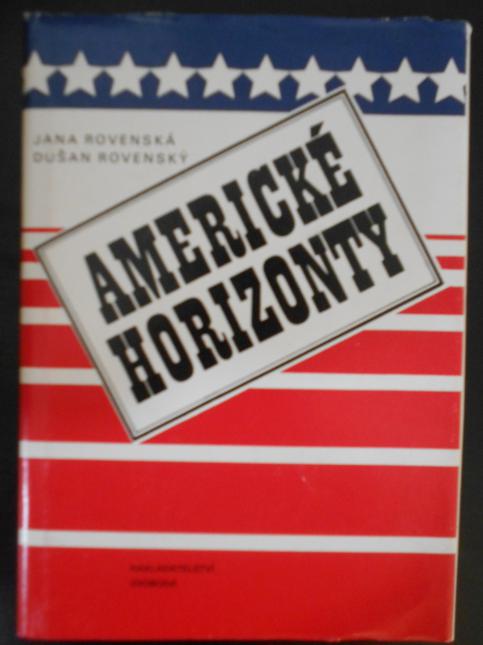 JANA ROVENSKÁ
DUŠAN ROVENSKÝ
AMERICKÉ
HORIZONTY
NAKLADATELSTVÍ
SVOBODA